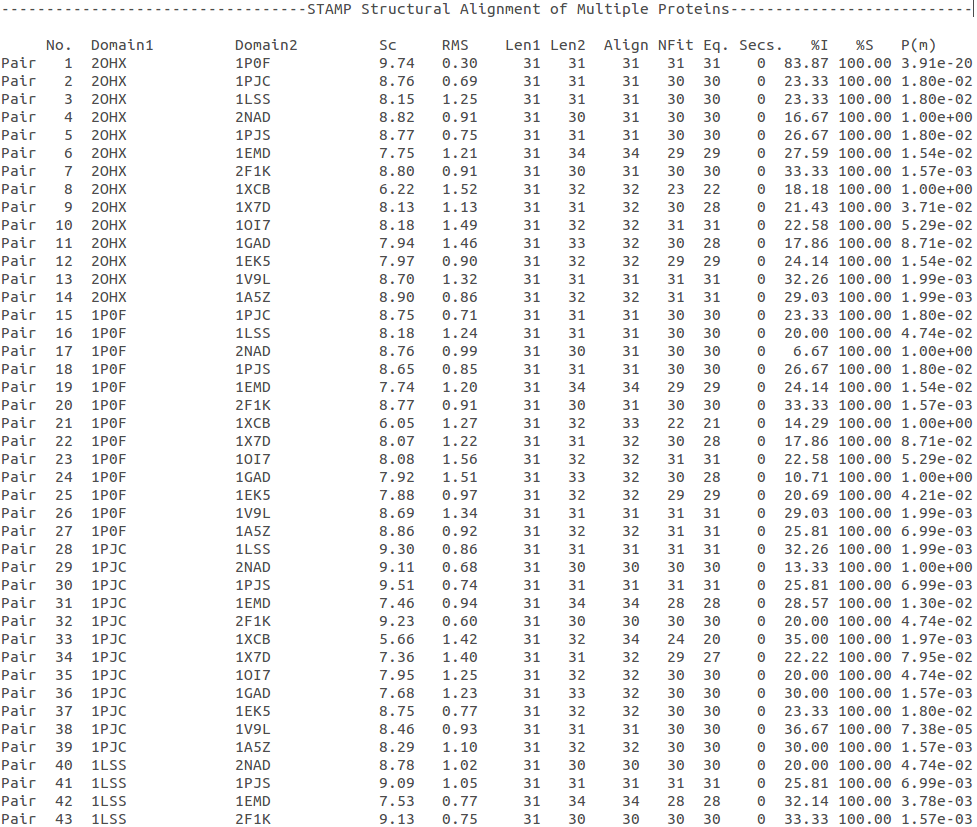 ----------------------------------STAMP Structural Alignment of Multiple Proteins---------------------------
     No.  Domain1         Domain2         Sc     RMS    Len1 Len2  Align NFit Eq. Secs.   %I   %S   P(m)
Pair   1  2OHX            1P0F            9.74   0.30     31   31    31   31  31    0  83.87 100.00 3.91e-20
Pair   2  2OHX            1PJC            8.76   0.69     31   31    31   30  30    0  23.33 100.00 1.80e-02
Pair   3  2OHX            1LSS            8.15   1.25     31   31    31   30  30    0  23.33 100.00 1.80e-02
Pair   4  2OHX            2NAD            8.82   0.91     31   30    31   30  30    0  16.67 100.00 1.00e+00
Pair   5  2OHX            1PJS            8.77   0.75     31   31    31   30  30    0  26.67 100.00 1.80e-02
Pair   6  2OHX            1EMD            7.75   1.21     31   34    34   29  29    0  27.59 100.00 1.54e-02
Pair   7  2OHX            2F1K            8.80   0.91     31   30    31   30  30    0  33.33 100.00 1.57e-03
Pair   8  2OHX            1XCB            6.22   1.52     31   32    32   23  22    0  18.18 100.00 1.00e+00
Pair   9  2OHX            1X7D            8.13   1.13     31   31    32   30  28    0  21.43 100.00 3.71e-02
Pair  10  2OHX            1OI7            8.18   1.49     31   32    32   31  31    0  22.58 100.00 5.29e-02
Pair  11  2OHX            1GAD            7.94   1.46     31   33    32   30  28    0  17.86 100.00 8.71e-02
Pair  12  2OHX            1EK5            7.97   0.90     31   32    32   29  29    0  24.14 100.00 1.54e-02
Pair  13  2OHX            1V9L            8.70   1.32     31   31    31   31  31    0  32.26 100.00 1.99e-03
Pair  14  2OHX            1A5Z            8.90   0.86     31   32    32   31  31    0  29.03 100.00 1.99e-03
Pair  15  1P0F            1PJC            8.75   0.71     31   31    31   30  30    0  23.33 100.00 1.80e-02
Pair  16  1P0F            1LSS            8.18   1.24     31   31    31   30  30    0  20.00 100.00 4.74e-02
Pair  17  1P0F            2NAD            8.76   0.99     31   30    31   30  30    0   6.67 100.00 1.00e+00
Pair  18  1P0F            1PJS            8.65   0.85     31   31    31   30  30    0  26.67 100.00 1.80e-02
Pair  19  1P0F            1EMD            7.74   1.20     31   34    34   29  29    0  24.14 100.00 1.54e-02
Pair  20  1P0F            2F1K            8.77   0.91     31   30    31   30  30    0  33.33 100.00 1.57e-03
Pair  21  1P0F            1XCB            6.05   1.27     31   32    33   22  21    0  14.29 100.00 1.00e+00
Pair  22  1P0F            1X7D            8.07   1.22     31   31    32   30  28    0  17.86 100.00 8.71e-02
Pair  23  1P0F            1OI7            8.08   1.56     31   32    32   31  31    0  22.58 100.00 5.29e-02
Pair  24  1P0F            1GAD            7.92   1.51     31   33    32   30  28    0  10.71 100.00 1.00e+00
Pair  25  1P0F            1EK5            7.88   0.97     31   32    32   29  29    0  20.69 100.00 4.21e-02
Pair  26  1P0F            1V9L            8.69   1.34     31   31    31   31  31    0  29.03 100.00 1.99e-03
Pair  27  1P0F            1A5Z            8.86   0.92     31   32    32   31  31    0  25.81 100.00 6.99e-03
Pair  28  1PJC            1LSS            9.30   0.86     31   31    31   31  31    0  32.26 100.00 1.99e-03
Pair  29  1PJC            2NAD            9.11   0.68     31   30    30   30  30    0  13.33 100.00 1.00e+00
Pair  30  1PJC            1PJS            9.51   0.74     31   31    31   31  31    0  25.81 100.00 6.99e-03
Pair  31  1PJC            1EMD            7.46   0.94     31   34    34   28  28    0  28.57 100.00 1.30e-02
Pair  32  1PJC            2F1K            9.23   0.60     31   30    30   30  30    0  20.00 100.00 4.74e-02
Pair  33  1PJC            1XCB            5.66   1.42     31   32    34   24  20    0  35.00 100.00 1.97e-03
Pair  34  1PJC            1X7D            7.36   1.40     31   31    32   29  27    0  22.22 100.00 7.95e-02
Pair  35  1PJC            1OI7            7.95   1.25     31   32    32   30  30    0  20.00 100.00 4.74e-02
Pair  36  1PJC            1GAD            7.68   1.23     31   33    32   30  30    0  30.00 100.00 1.57e-03
Pair  37  1PJC            1EK5            8.75   0.77     31   32    32   30  30    0  23.33 100.00 1.80e-02
Pair  38  1PJC            1V9L            8.46   0.93     31   31    31   30  30    0  36.67 100.00 7.38e-05
Pair  39  1PJC            1A5Z            8.29   1.10     31   32    32   30  30    0  30.00 100.00 1.57e-03
Pair  40  1LSS            2NAD            8.78   1.02     31   30    30   30  30    0  20.00 100.00 4.74e-02
Pair  41  1LSS            1PJS            9.09   1.05     31   31    31   31  31    0  25.81 100.00 6.99e-03
Pair  42  1LSS            1EMD            7.53   0.77     31   34    34   28  28    0  32.14 100.00 3.78e-03
Pair  43  1LSS            2F1K            9.13   0.75     31   30    30   30  30    0  33.33 100.00 1.57e-03